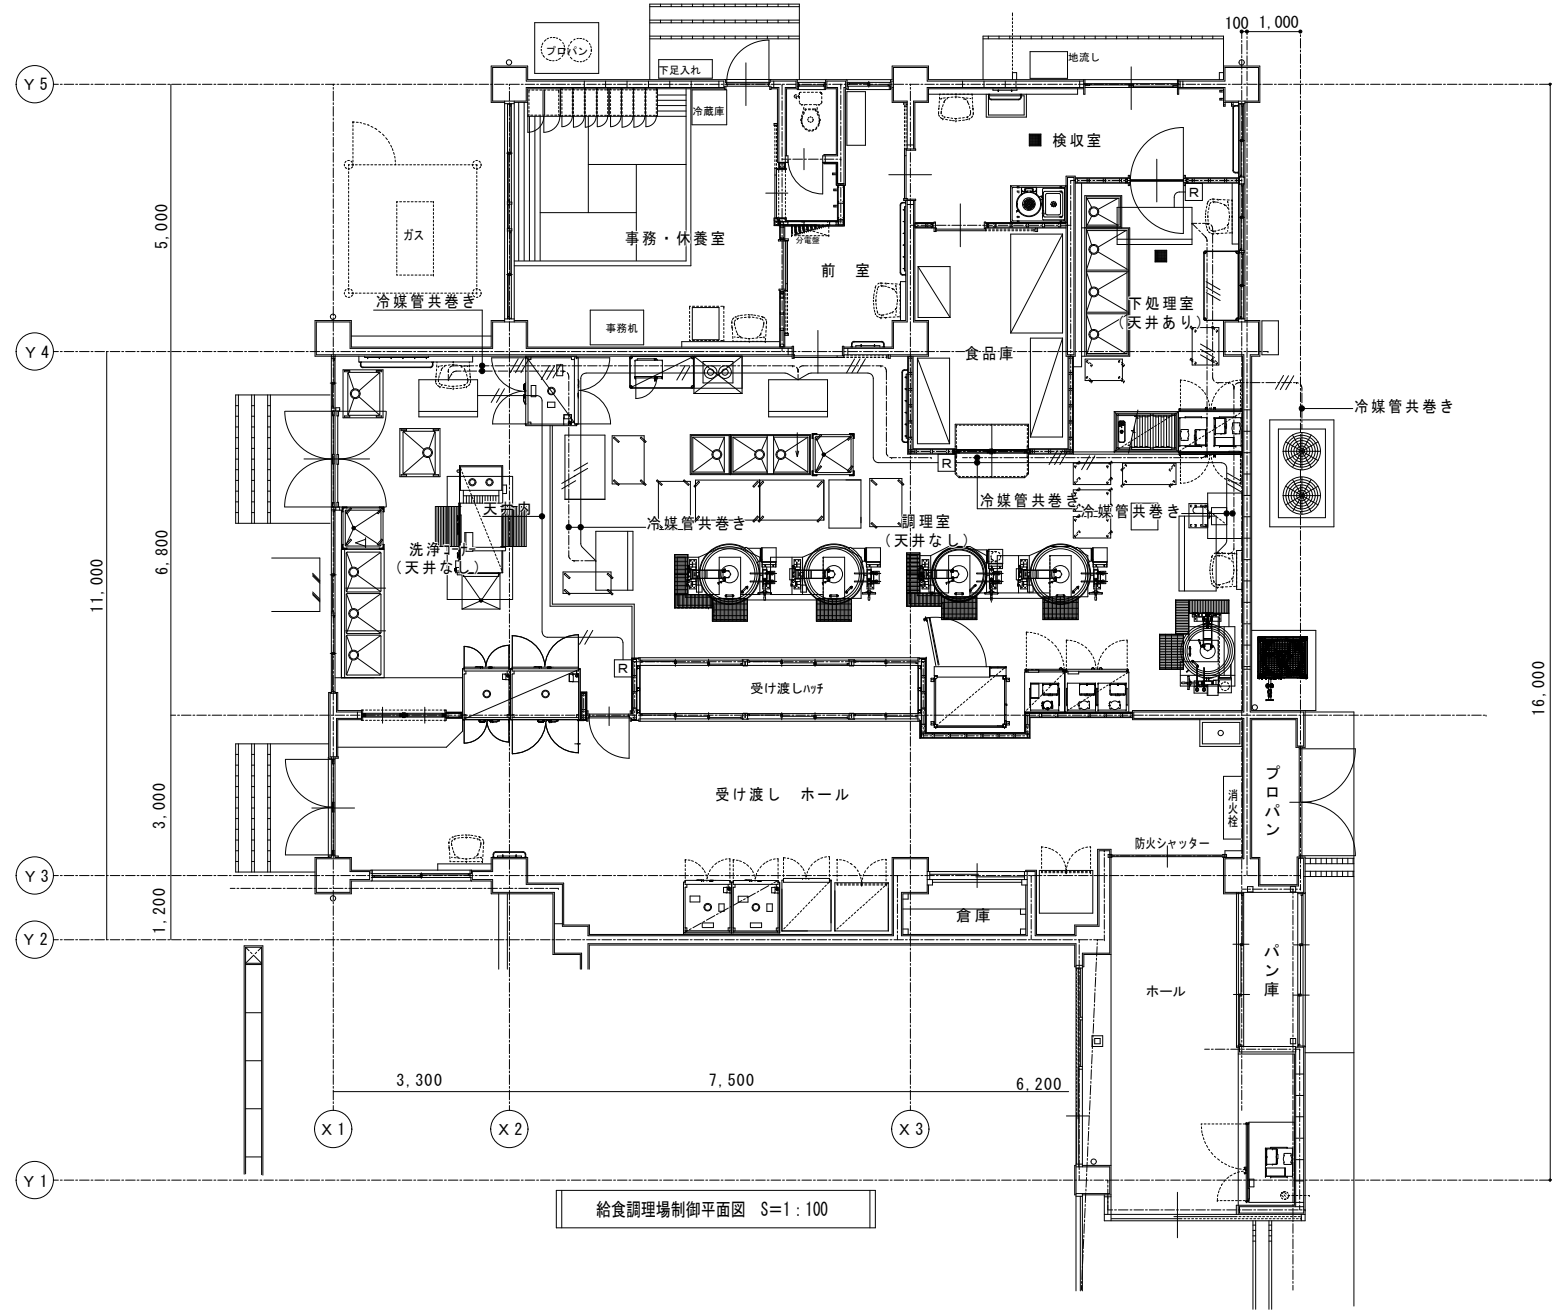 100 1,000
プロパン
下足入れ
地流し
Y5
冷蔵庫
検収室
R
5,000
ガス
事務・休養室
分電盤
前 室
冷媒管共巻き
下処理室
(天井あり)
事務机
Y4
食品庫
冷媒管共巻き
R
天井内
冷媒管共巻き
冷媒管共巻き
冷媒管共巻き
調理室
(天井なし)
洗浄コーナー
(天井なし)
6,800
11,000
R
受け渡しハッチ
16,000
受け渡し ホール
プロパン
消火栓
3,000
防火シャッター
Y3
1,200
倉庫
Y2
パン庫
ホール
3,300
7,500
6,200
X1
X2
X3
Y1
給食調理場制御平面図 S=1:100